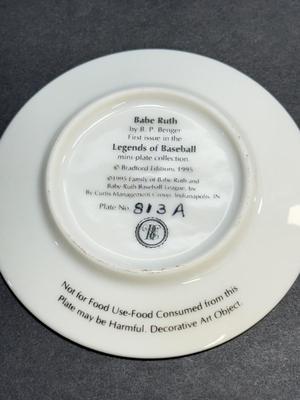 Babe Ruth
by B. P. Benger
First issue in the
Legends of Baseball
mini-plate collection.
© Bradford Editions, 1995
©1995 Family of Babe Ruth and
Babe Ruth Baseball League, Inc
By Curtis Management Group, Indianapolis, IN
Plate No. 813A
Not for Food Use-Food Consumed from this
Plate may be Harmful. Decorative Art Object.